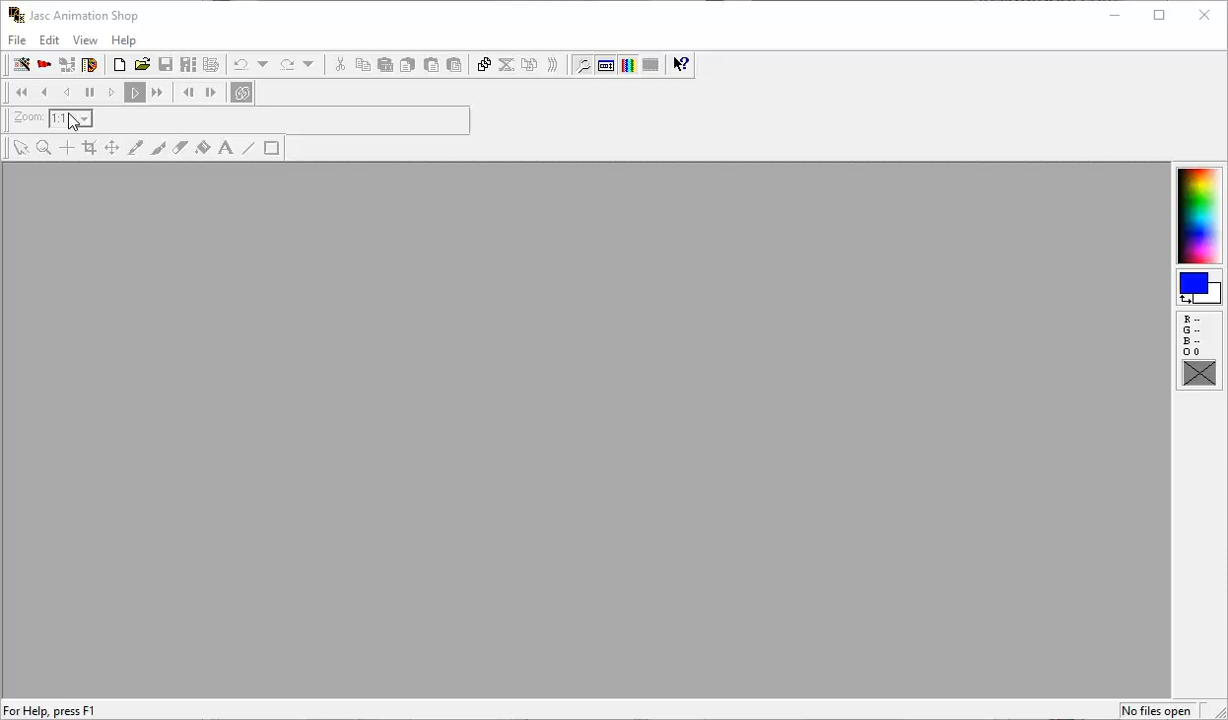 Jasc Animation Shop
File Edit View Help
Zoom: 1:1
R --
G --
B --
O 0
For Help, press F1
No files open